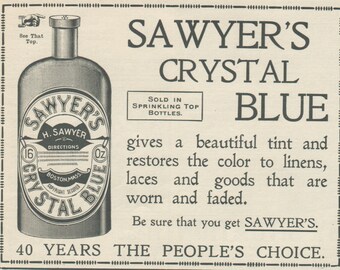 See That
Top.
SAWYER'S
CRYSTAL
BLUE
SOLD IN
SPRINKLING TOP
BOTTLES.
SAWYER'S
H. SAWYER
DIRECTIONS
16 OZ
BOSTON, MASS.
CRYSTAL BLUE
gives a beautiful tint and
restores the color to linens,
laces and goods that are
worn and faded.
Be sure that you get SAWYER'S.
40 YEARS THE PEOPLE'S CHOICE.